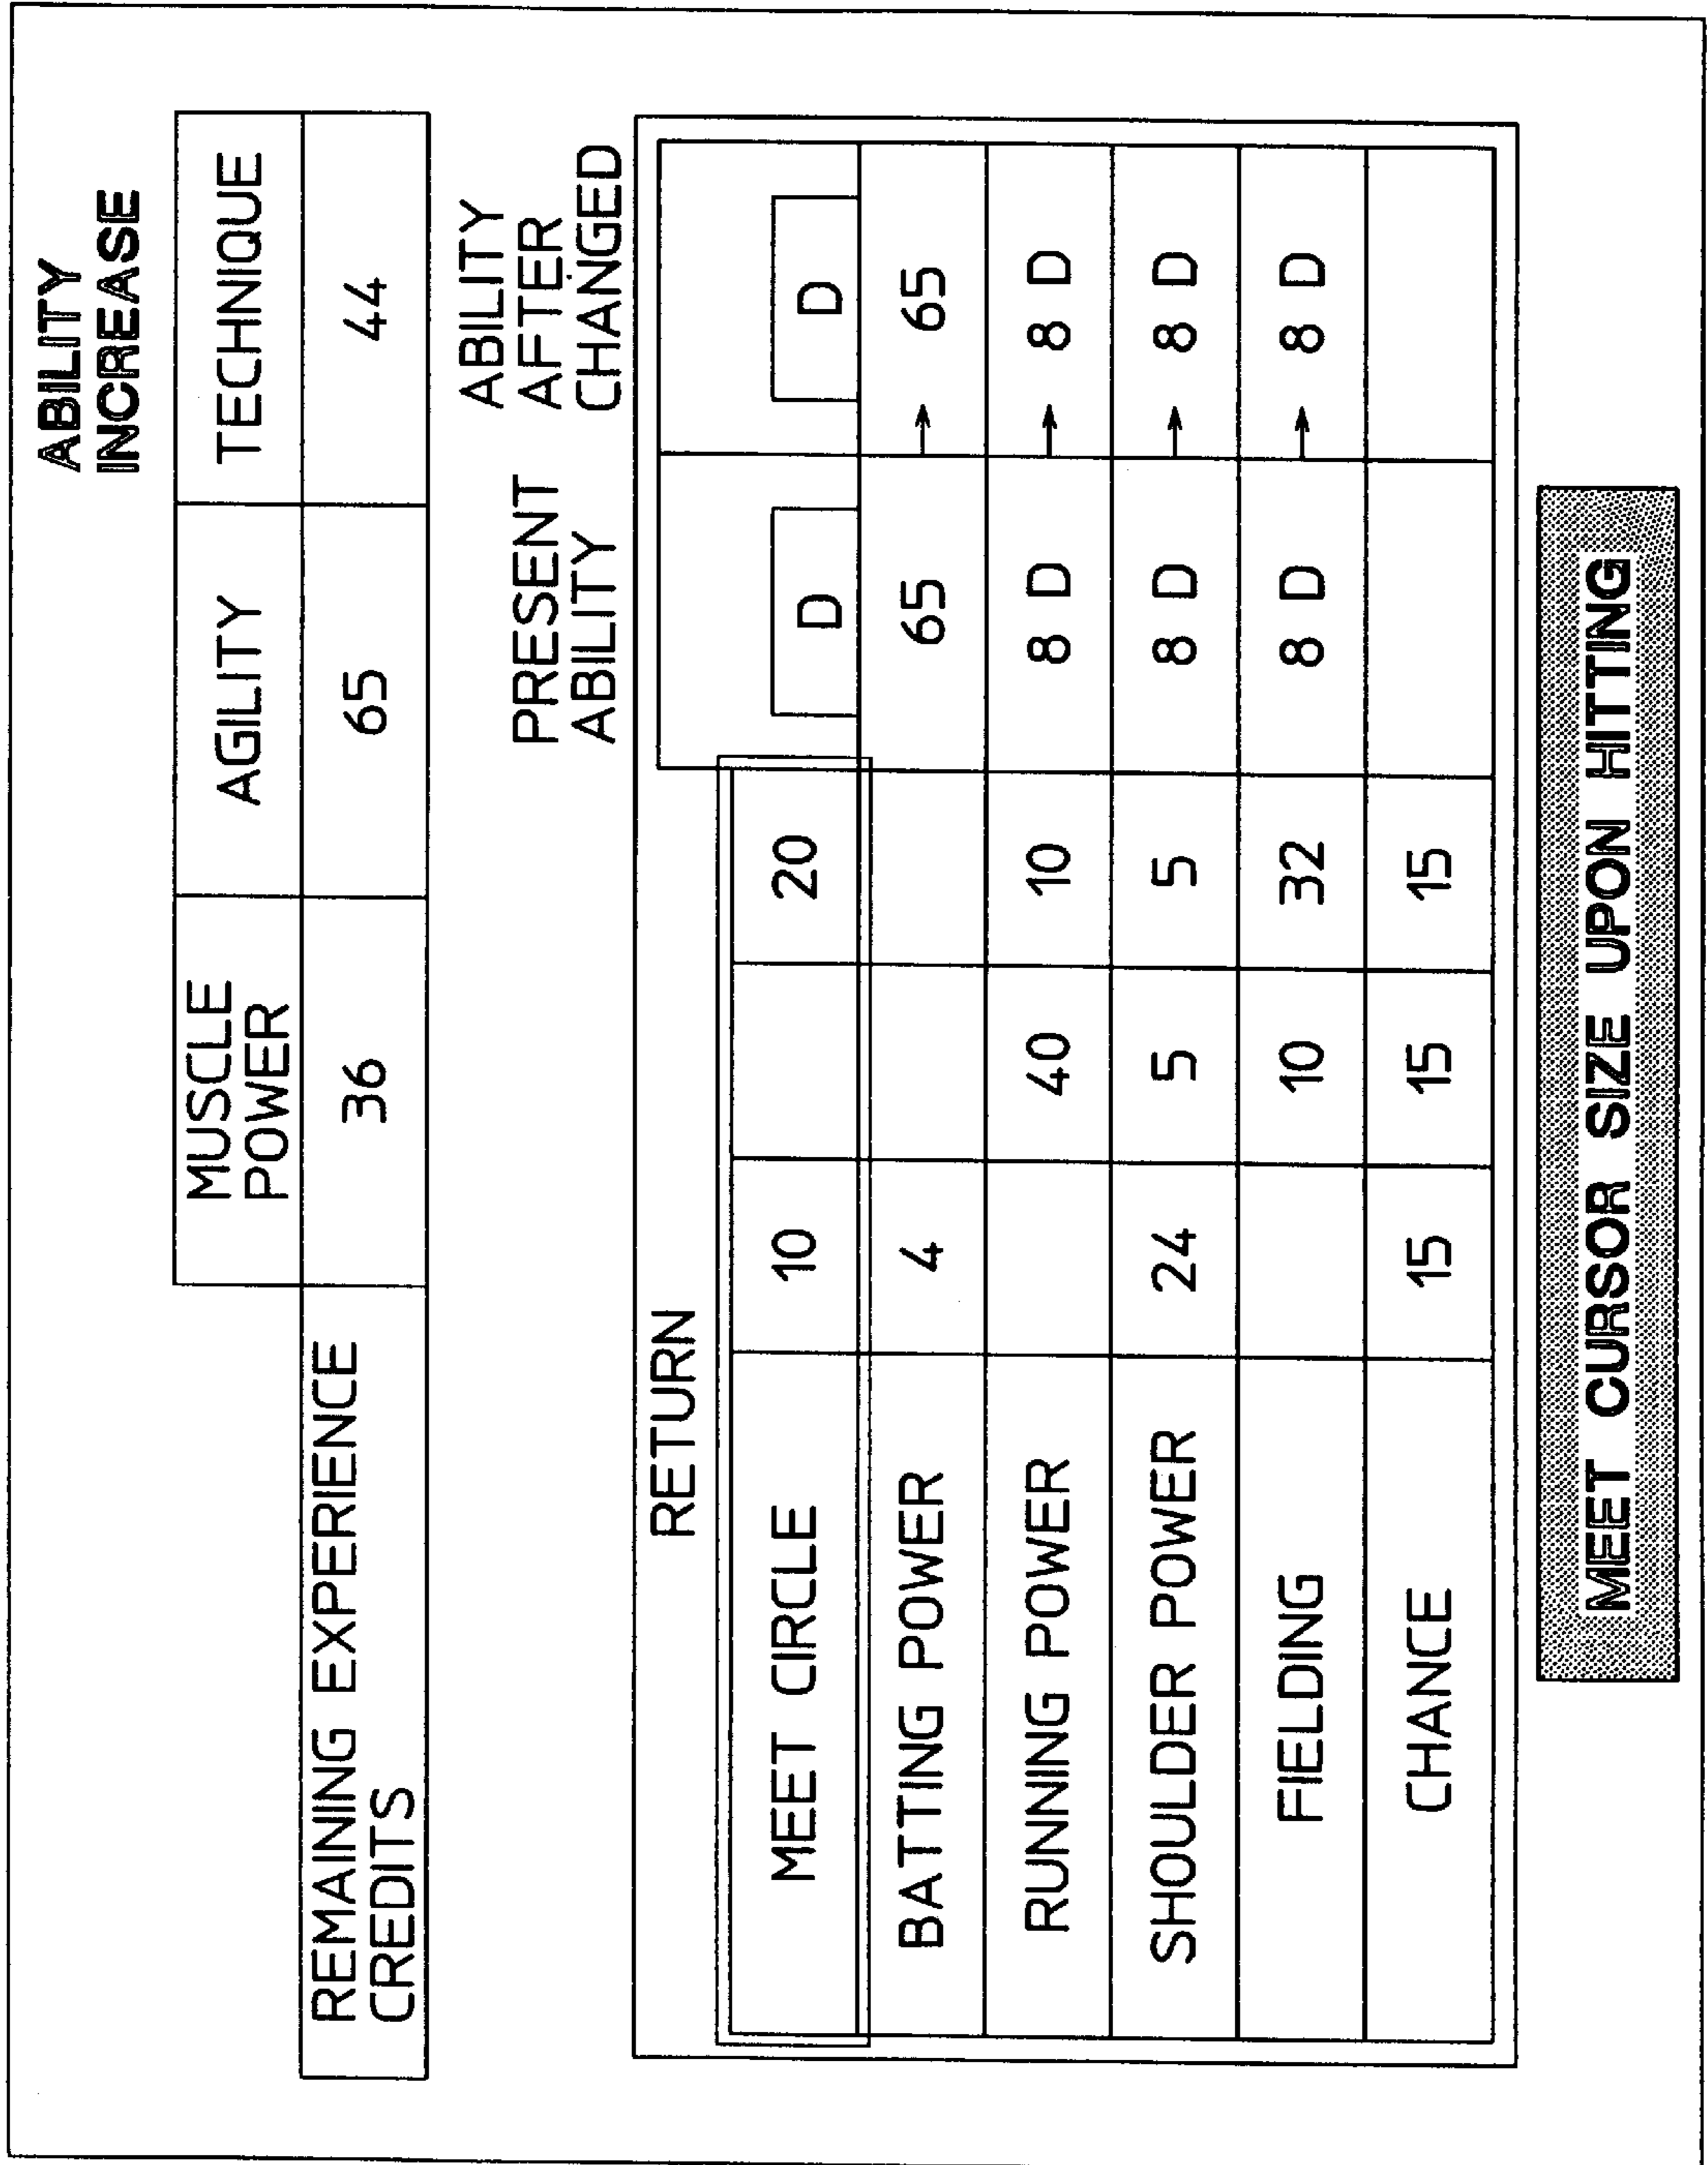 ABILITY
INCREASE
MUSCLE
POWER
AGILITY
TECHNIQUE
REMAINING EXPERIENCE
CREDITS
36
65
44
PRESENT
ABILITY
ABILITY
AFTER
CHANGED
RETURN
MEET CIRCLE 10 20 D D
BATTING POWER 4 65 → 65
RUNNING POWER 40 10 8 D → 8 D
SHOULDER POWER 24 5 5 8 D → 8 D
FIELDING 10 32 8 D → 8 D
CHANCE 15 15 15
MEET CURSOR SIZE UPON HITTING